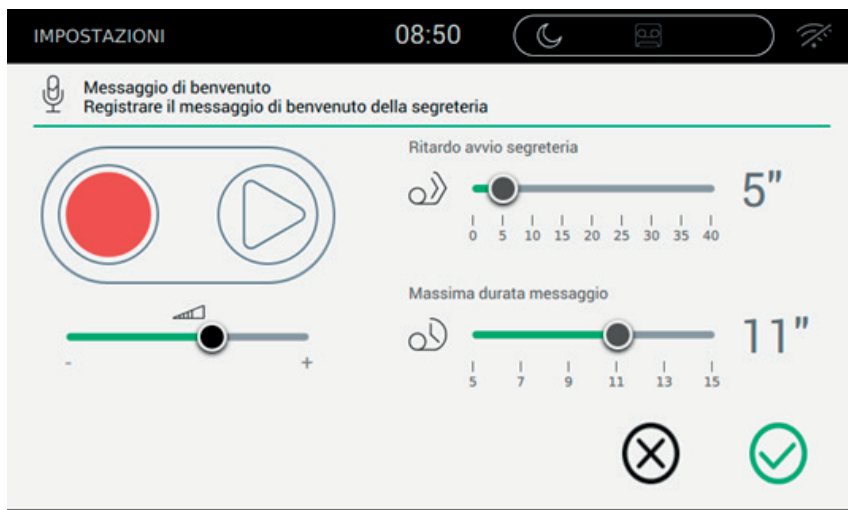 IMPOSTAZIONI 08:50
Messaggio di benvenuto
Registrare il messaggio di benvenuto della segreteria
Ritardo avvio segreteria
5"
0 5 10 15 20 25 30 35 40
- +
Massima durata messaggio
11"
5 7 9 11 13 15